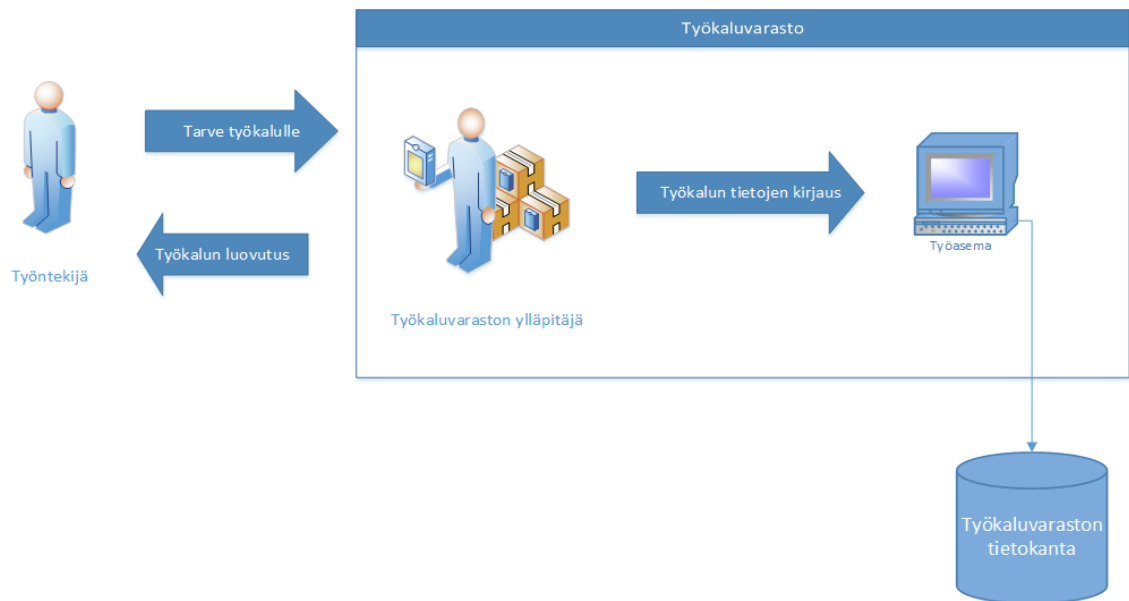 Työkaluvarasto
Tarve työkalulle
Työkalun tietojen kirjaus
Työasema
Työkalun luovutus
Työntekijä
Työkaluvaraston ylläpitäjä
Työkaluvaraston
tietokanta